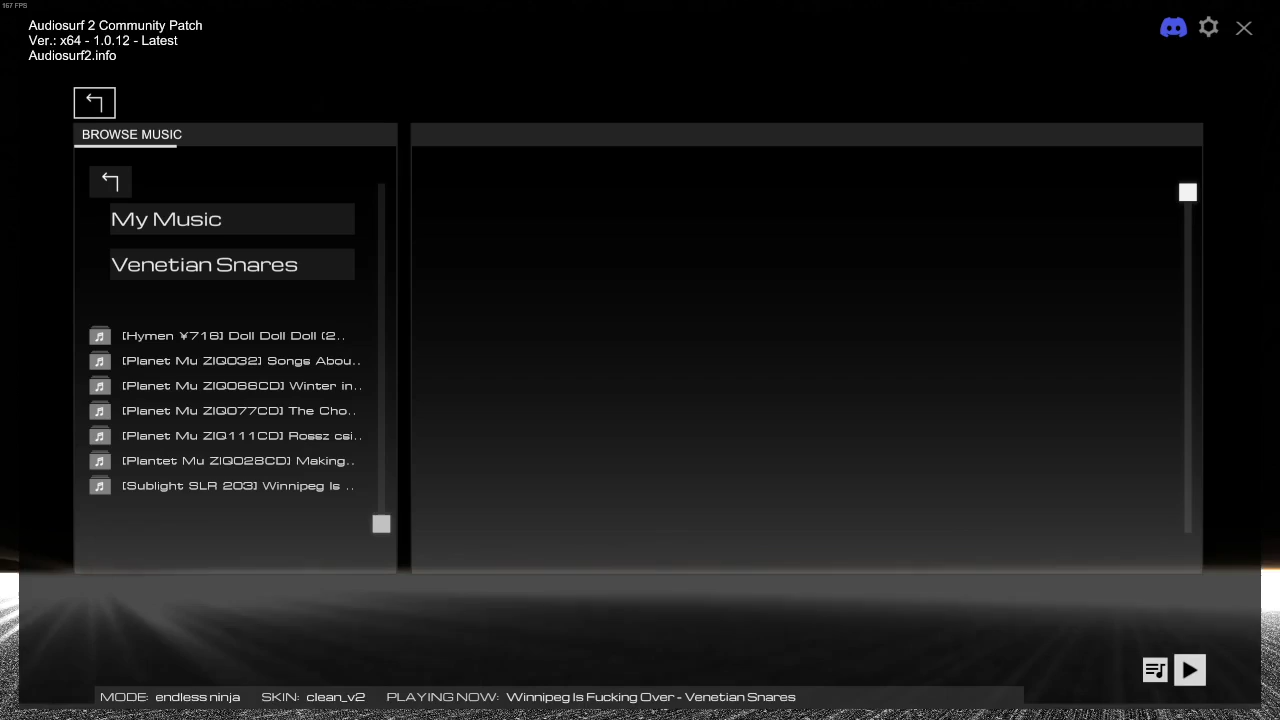 167 FPS
Audiosurf 2 Community Patch
Ver.: x64 - 1.0.12 - Latest
Audiosurf2.info
BROWSE MUSIC
My Music
Venetian Snares
[Hymen ¥716] Doll Doll Doll (2..
[Planet Mu ZIQ032] Songs Abou..
[Planet Mu ZIQ066CD] Winter in..
[Planet Mu ZIQ077CD] The Cho..
[Planet Mu ZIQ111CD] Rossz csi..
[Plantet Mu ZIQ028CD] Making..
[Sublight SLR 203] Winnipeg Is ..
MODE: endless ninja SKIN: clean_v2 PLAYING NOW: Winnipeg Is Fucking Over - Venetian Snares